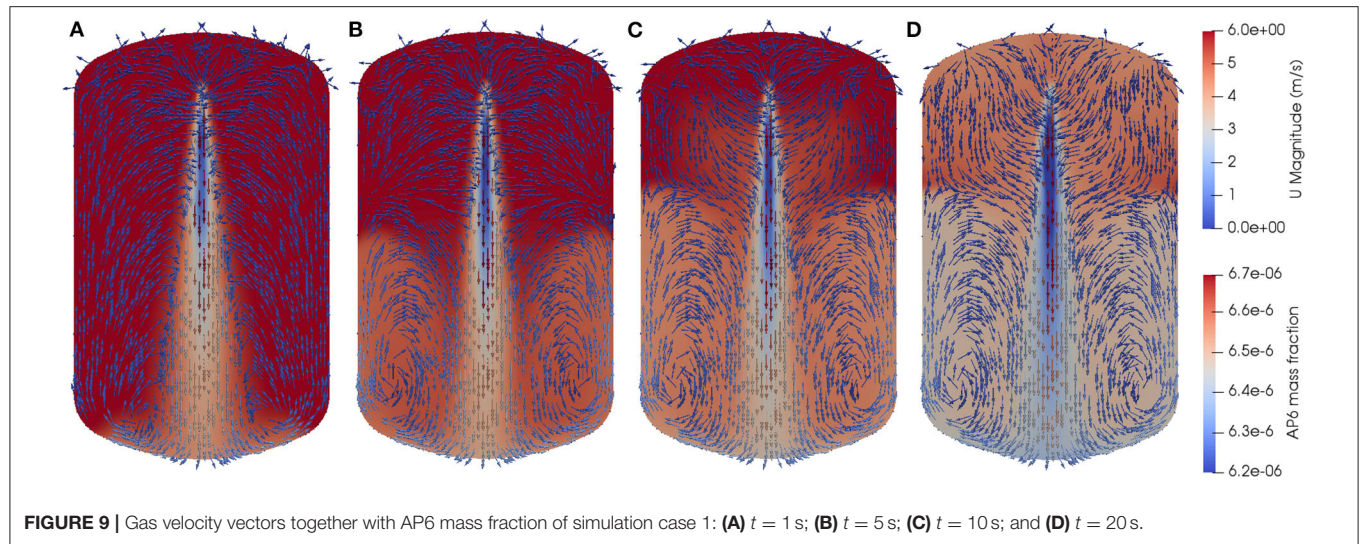 A
B
C
D
6.0e+00
5
4
3
2
1
0.0e+00
U Magnitude (m/s)
6.7e-06
6.6e-6
6.5e-6
6.4e-6
6.3e-6
6.2e-06
AP6 mass fraction
FIGURE 9 | Gas velocity vectors together with AP6 mass fraction of simulation case 1: (A) t = 1 s; (B) t = 5 s; (C) t = 10 s; and (D) t = 20 s.